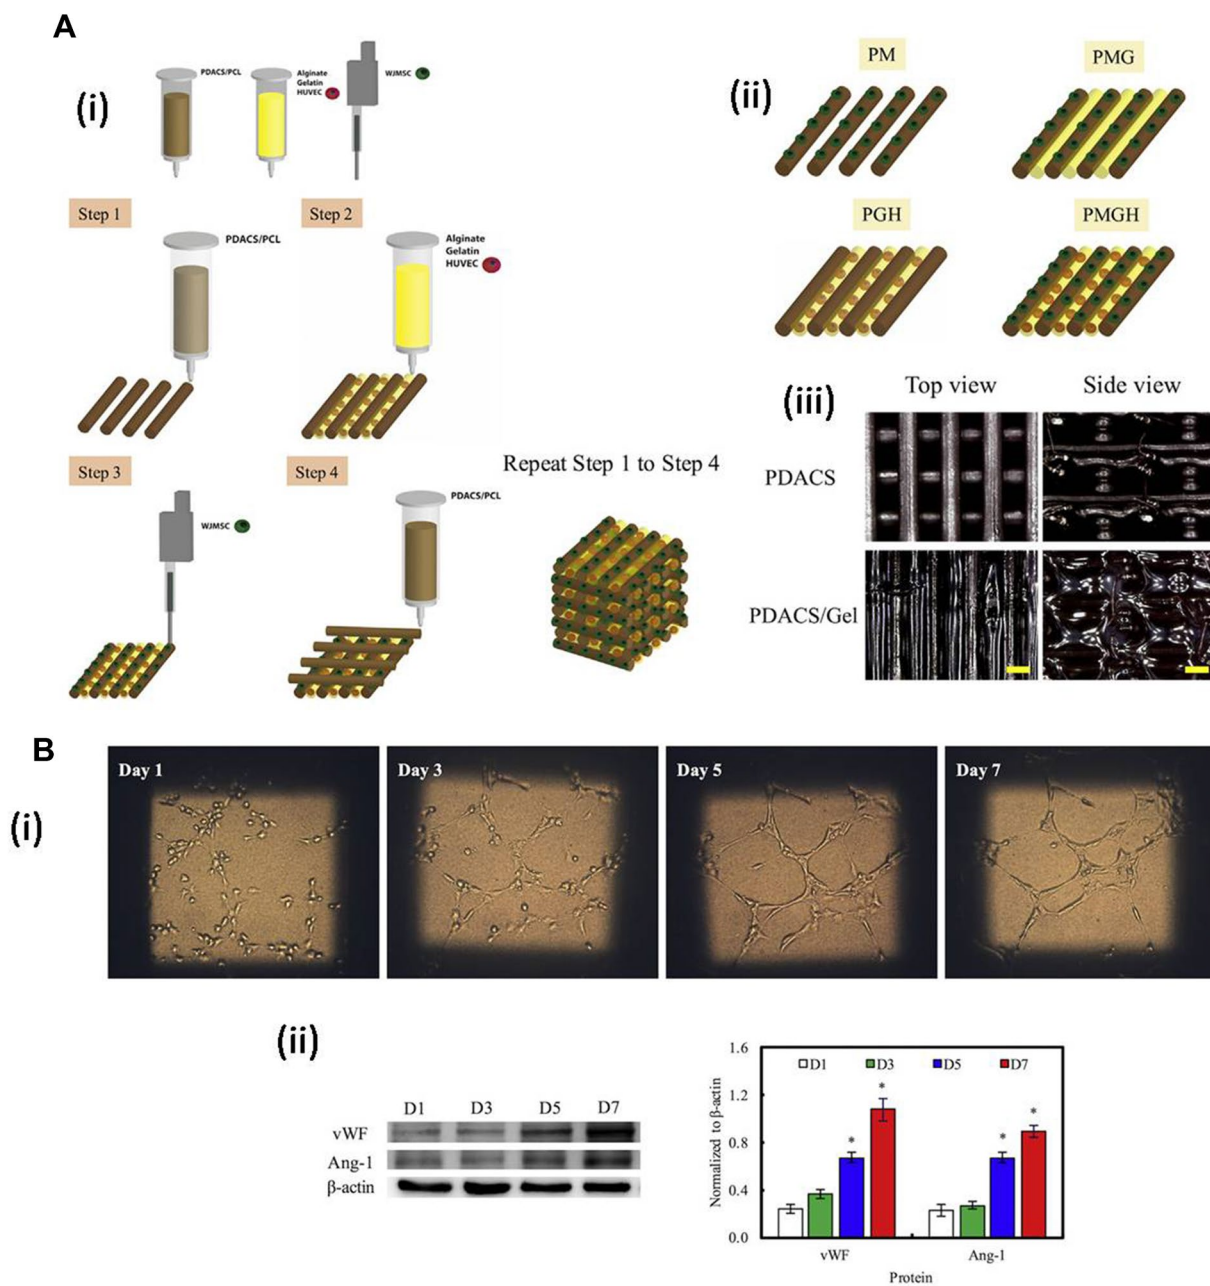 A
(i)
PDACS/PCL
Alginate
Gelatin
HUVEC
WJMSC
Step 1
PDACS/PCL
Step 2
Alginate
Gelatin
HUVEC
Step 3
WJMSC
Step 4
PDACS/PCL
Repeat Step 1 to Step 4
(ii)
PM
PMG
PGH
PMGH
(iii)
Top view
Side view
PDACS
PDACS/Gel
B
(i)
Day 1
Day 3
Day 5
Day 7
(ii)
D1 D3 D5 D7
vWF
Ang-1
β-actin
Normalized to β-actin
1.6
1.2
0.8
0.4
0.0
D1 D3 D5 D7
*
*
*
*
vWF
Ang-1
Protein